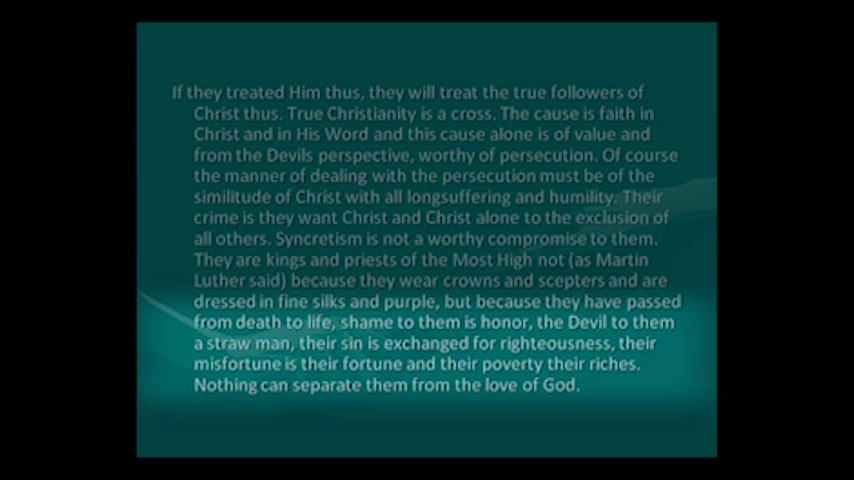 If they treated Him thus, they will treat the true followers of
Christ thus. True Christianity is a cross. The cause is faith in
Christ and in His Word and this cause alone is of value and
from the Devils perspective, worthy of persecution. Of course
the manner of dealing with the persecution must be of the
similitude of Christ with all longsuffering and humility. Their
crime is they want Christ and Christ alone to the exclusion of
all others. Syncretism is not a worthy compromise to them.
They are kings and priests of the Most High not (as Martin
Luther said) because they wear crowns and scepters and are
dressed in fine silks and purple, but because they have passed
from death to life, shame to them is honor, the Devil to them
a straw man, their sin is exchanged for righteousness, their
misfortune is their fortune and their poverty their riches.
Nothing can separate them from the love of God.